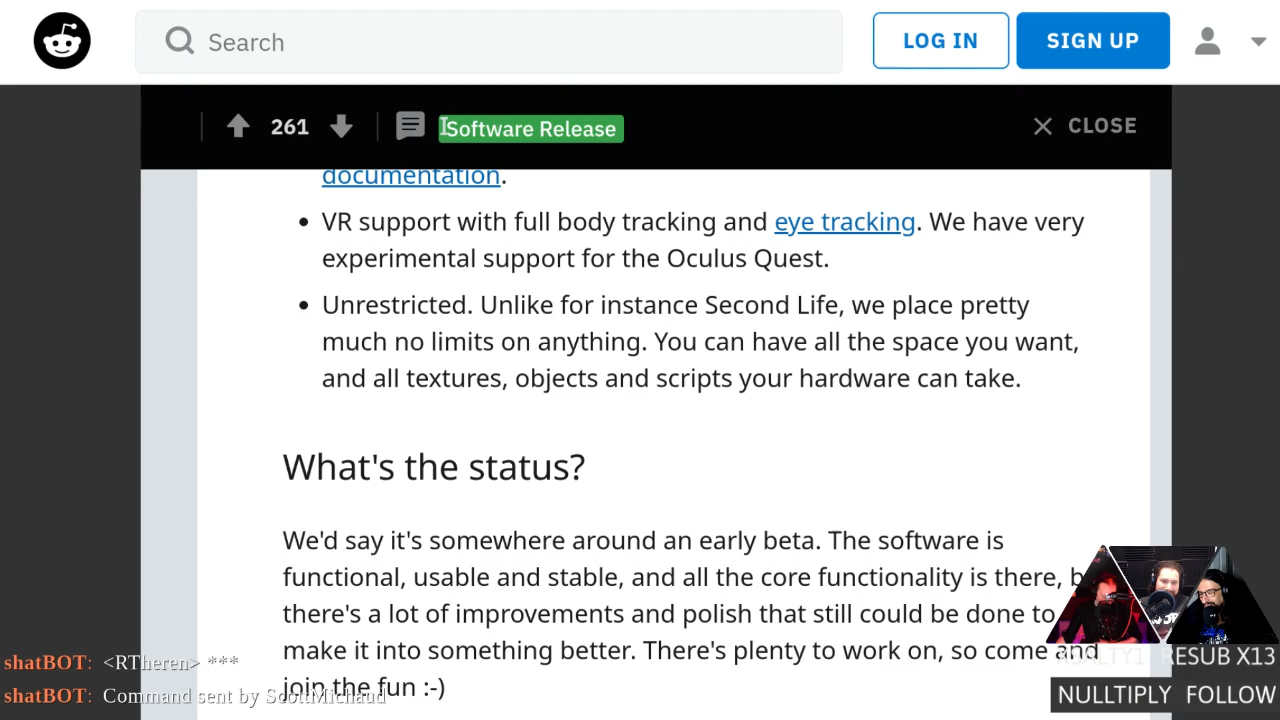 Search
LOG IN
SIGN UP
261
Software Release
CLOSE
documentation.
• VR support with full body tracking and eye tracking. We have very
experimental support for the Oculus Quest.
• Unrestricted. Unlike for instance Second Life, we place pretty
much no limits on anything. You can have all the space you want,
and all textures, objects and scripts your hardware can take.
What's the status?
We'd say it's somewhere around an early beta. The software is
functional, usable and stable, and all the core functionality is there,
there's a lot of improvements and polish that still could be done to
make it into something better. There's plenty to work on, so come and
join the fun :-)
shatBOT: <RTheren> ***
shatBOT: Command sent by ScottMichaud
RESUB X13
NULLTIPLY FOLLOW